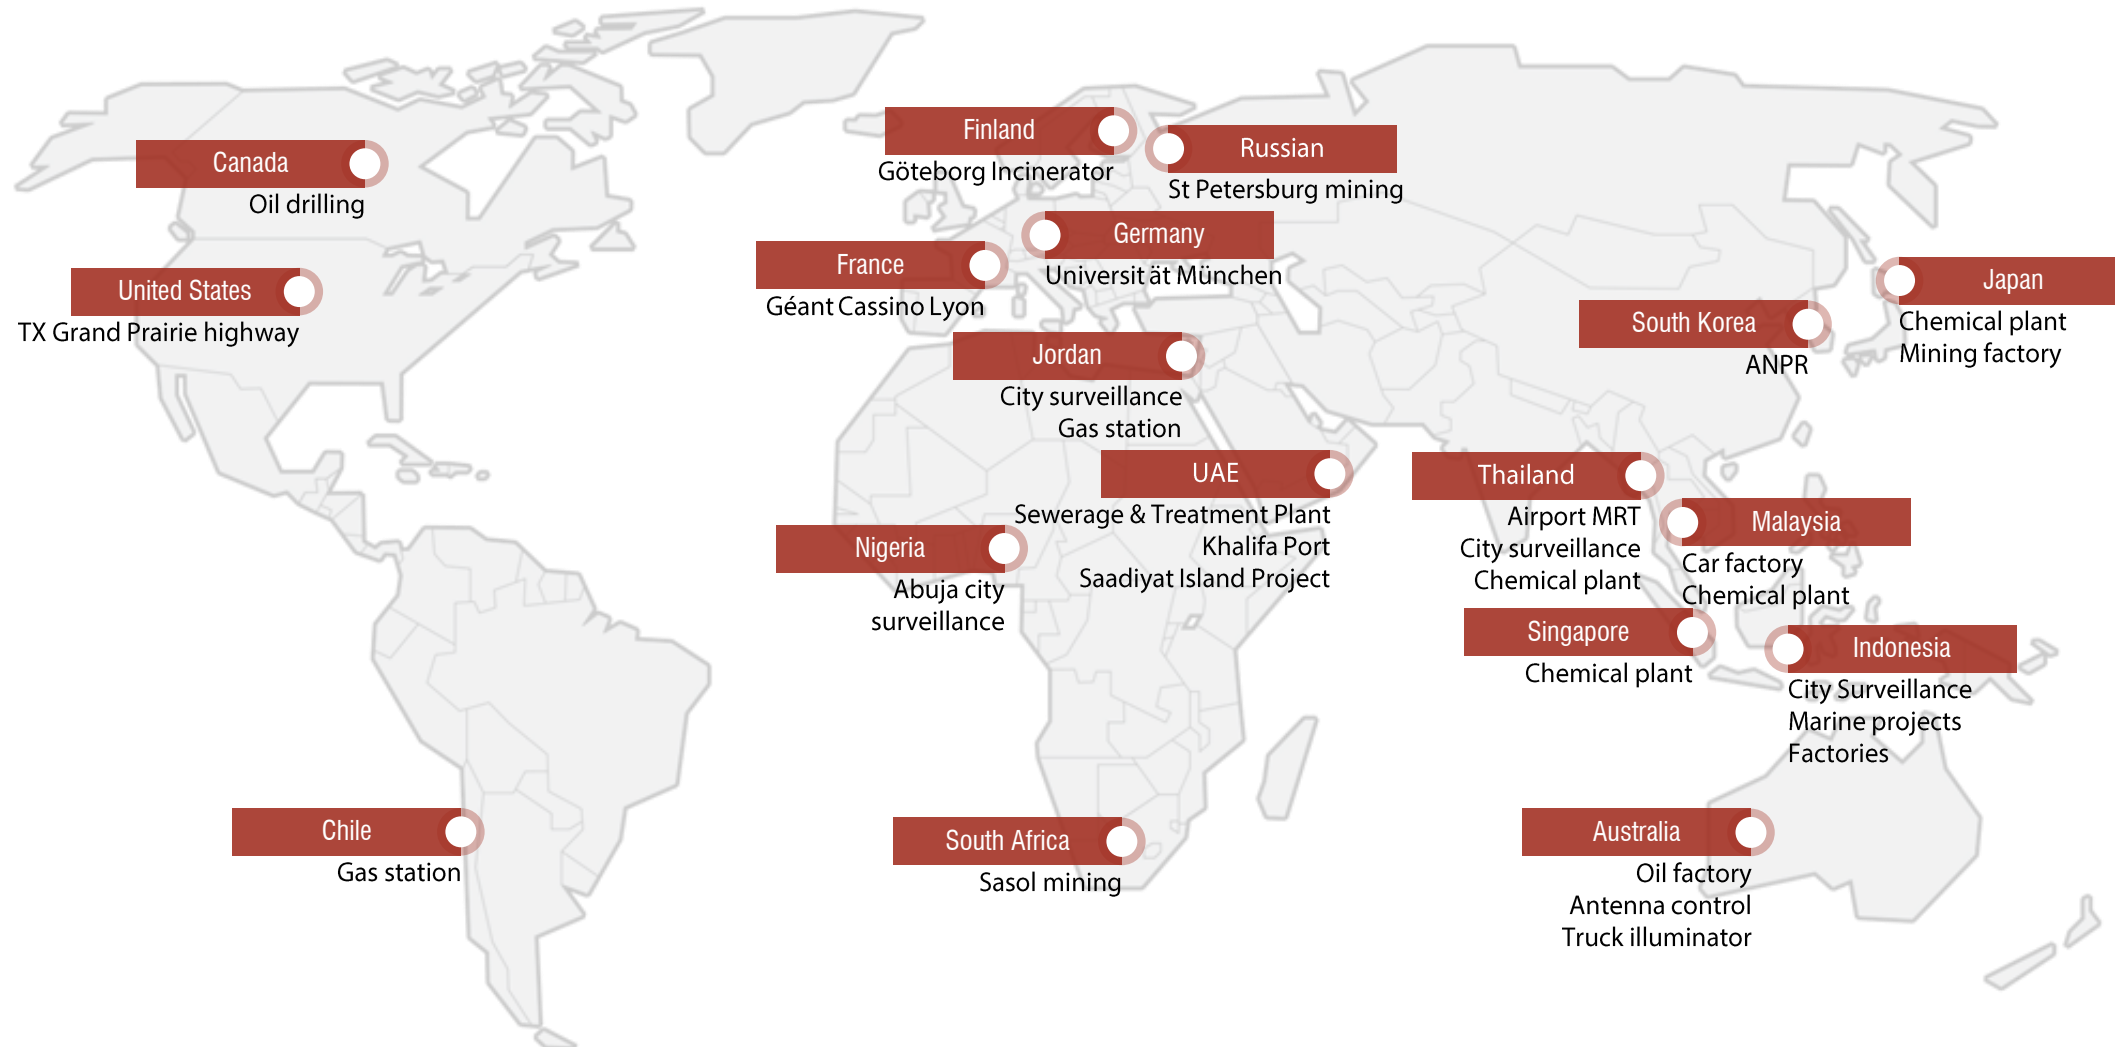 Canada
Oil drilling
United States
TX Grand Prairie highway
Chile
Gas station
Finland
Göteborg Incinerator
Russian
St Petersburg mining
Germany
Universität München
France
Géant Cassino Lyon
Jordan
City surveillance
Gas station
UAE
Sewerage & Treatment Plant
Khalifa Port
Saadiyat Island Project
Nigeria
Abuja city
surveillance
South Africa
Sasol mining
Japan
Chemical plant
Mining factory
South Korea
ANPR
Thailand
Airport MRT
City surveillance
Chemical plant
Malaysia
Car factory
Chemical plant
Singapore
Chemical plant
Indonesia
City Surveillance
Marine projects
Factories
Australia
Oil factory
Antenna control
Truck illuminator